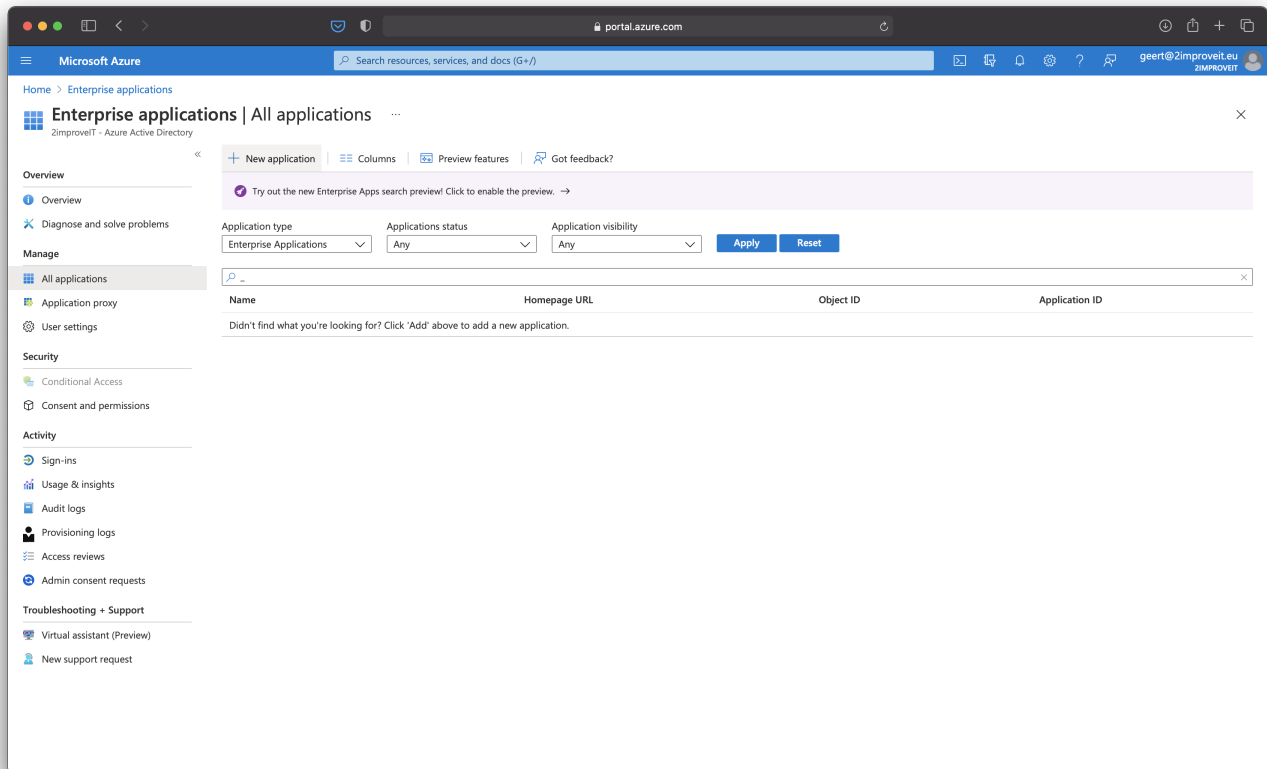 portal.azure.com
Microsoft Azure
Search resources, services, and docs (G+/)
geert@2improveit.eu
2IMPROVEIT
Home > Enterprise applications
Enterprise applications | All applications ...
2improveIT - Azure Active Directory
«
New application
Columns
Preview features
Got feedback?
Try out the new Enterprise Apps search preview! Click to enable the preview. →
Overview
Overview
Diagnose and solve problems
Manage
All applications
Application proxy
User settings
Security
Conditional Access
Consent and permissions
Activity
Sign-ins
Usage & insights
Audit logs
Provisioning logs
Access reviews
Admin consent requests
Troubleshooting + Support
Virtual assistant (Preview)
New support request
Application type
Applications status
Application visibility
Enterprise Applications
Any
Any
Apply
Reset
_
Name Homepage URL Object ID Application ID
Didn't find what you're looking for? Click 'Add' above to add a new application.